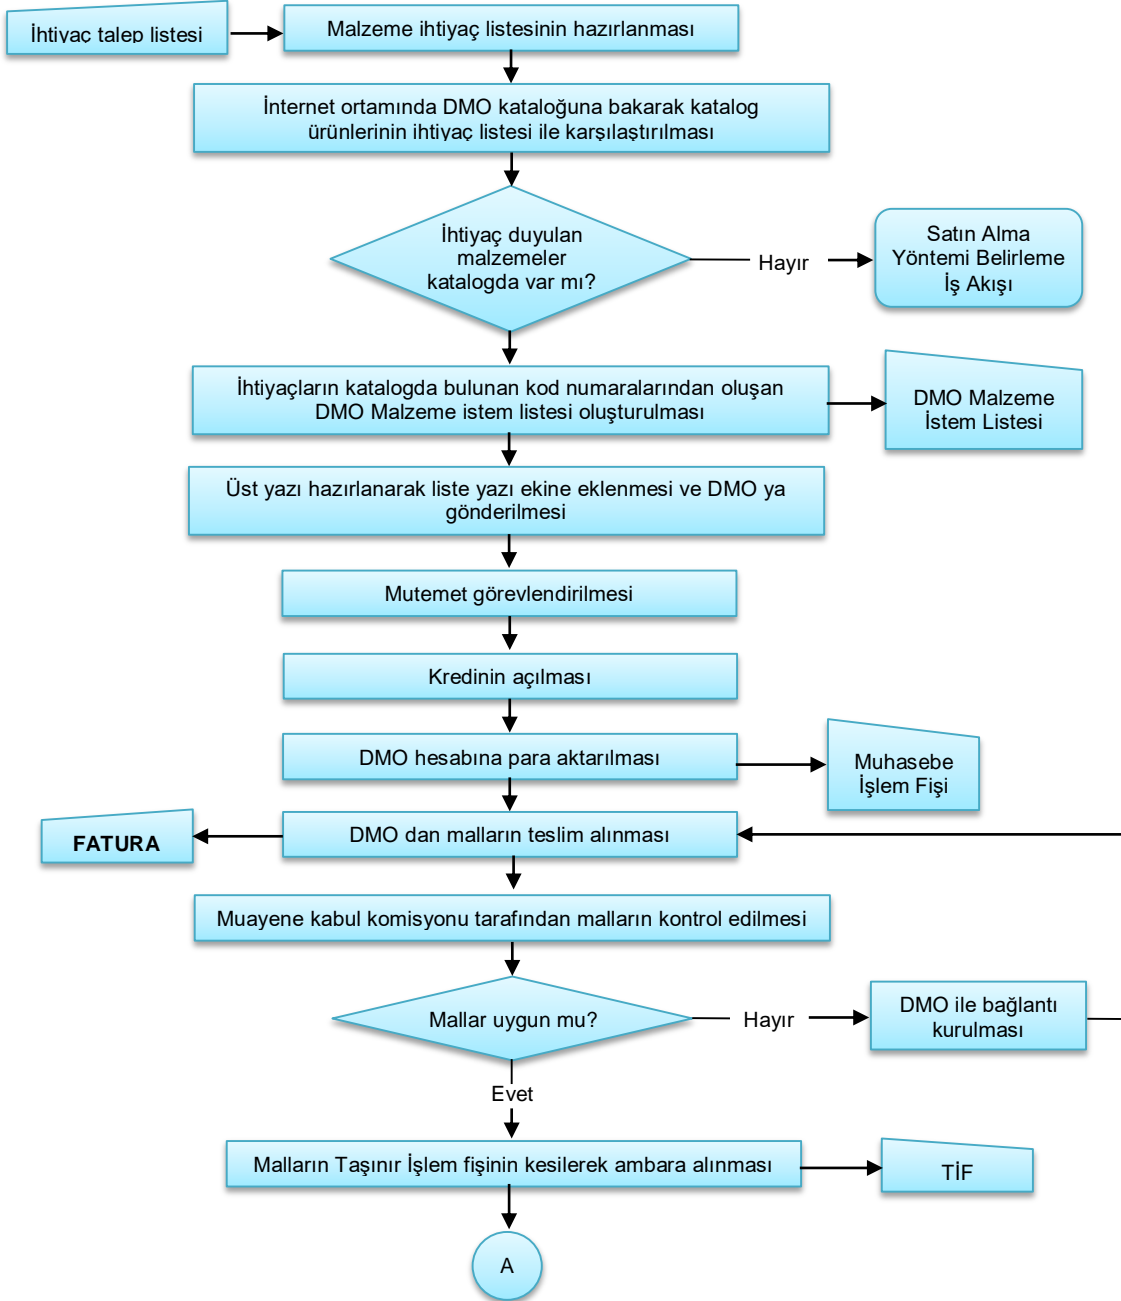 İhtiyaç talep listesi
Malzeme ihtiyaç listesinin hazırlanması
İnternet ortamında DMO kataloğuna bakarak katalog
ürünlerinin ihtiyaç listesi ile karşılaştırılması
İhtiyaç duyulan
malzemeler
katalogda var mı?
Hayır
Satın Alma
Yöntemi Belirleme
İş Akışı
İhtiyaçların katalogda bulunan kod numaralarından oluşan
DMO Malzeme istem listesi oluşturulması
DMO Malzeme
İstem Listesi
Üst yazı hazırlanarak liste yazı ekine eklenmesi ve DMO ya
gönderilmesi
Mutemet görevlendirilmesi
Kredinin açılması
DMO hesabına para aktarılması
Muhasebe
İşlem Fişi
FATURA
DMO dan malların teslim alınması
Muayene kabul komisyonu tarafından malların kontrol edilmesi
Mallar uygun mu?
Hayır
DMO ile bağlantı
kurulması
Evet
Malların Taşınır İşlem fişinin kesilerek ambara alınması
TİF
A